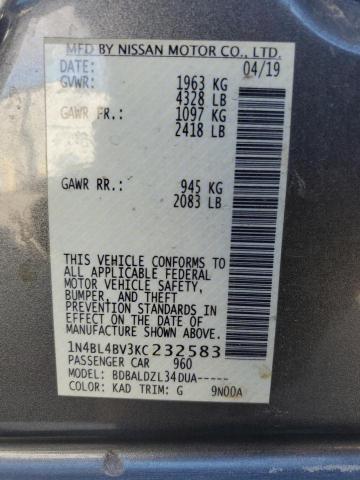 MFD BY NISSAN MOTOR CO., LTD.
DATE: 04/19
GVWR: 1963 KG
4328 LB
GAWR FR.: 1097 KG
2418 LB
GAWR RR.: 945 KG
2083 LB
THIS VEHICLE CONFORMS TO
ALL APPLICABLE FEDERAL
MOTOR VEHICLE SAFETY,
BUMPER, AND THEFT
PREVENTION STANDARDS IN
EFFECT ON THE DATE OF
MANUFACTURE SHOWN ABOVE.
1N4BL4BV3KC232583
PASSENGER CAR 960
MODEL: BDBALDZL34DUA-----
COLOR: KAD TRIM: G 9N00A